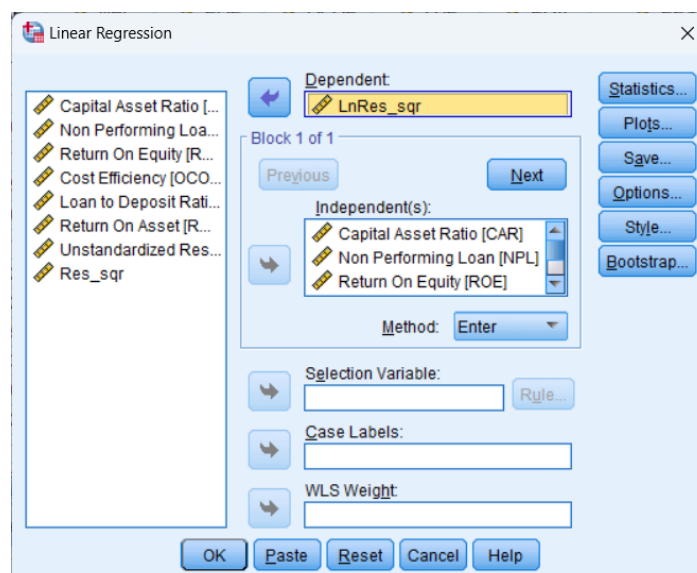 Linear Regression
Capital Asset Ratio [...
Non Performing Loa...
Return On Equity [R...
Cost Efficiency [OCO...
Loan to Deposit Rati...
Return On Asset [R...
Unstandardized Res...
Res_sqr
Dependent:
LnRes_sqr
Block 1 of 1
Previous
Next
Independent(s):
Capital Asset Ratio [CAR]
Non Performing Loan [NPL]
Return On Equity [ROE]
Method:
Enter
Selection Variable:
Rule...
Case Labels:
WLS Weight:
Statistics...
Plots...
Save...
Options...
Style...
Bootstrap...
OK
Paste
Reset
Cancel
Help